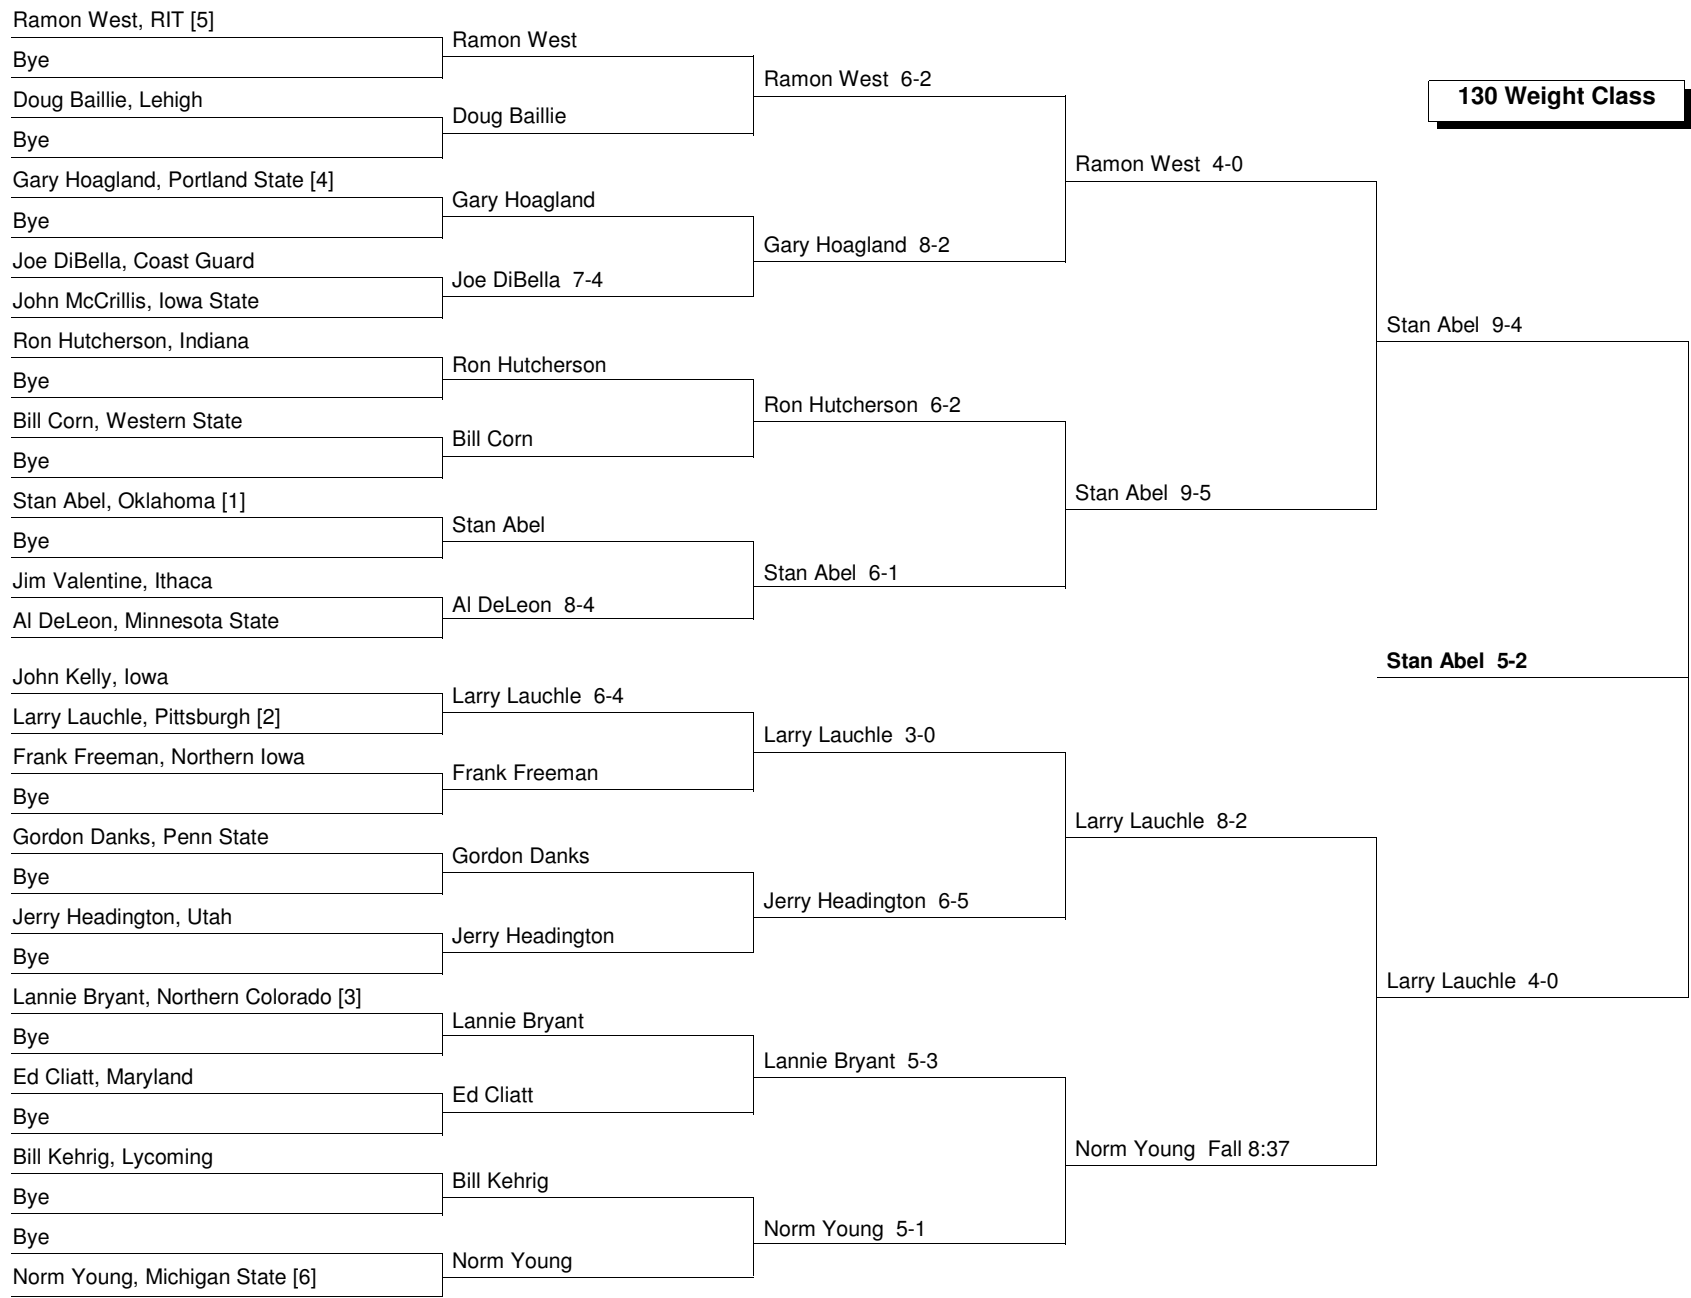 Ramon West, RIT [5]
Bye
Doug Baillie, Lehigh
Bye
Gary Hoagland, Portland State [4]
Bye
Joe DiBella, Coast Guard
John McCrillis, Iowa State
Ron Hutcherson, Indiana
Bye
Bill Corn, Western State
Bye
Stan Abel, Oklahoma [1]
Bye
Jim Valentine, Ithaca
Al DeLeon, Minnesota State
John Kelly, Iowa
Larry Lauchle, Pittsburgh [2]
Frank Freeman, Northern Iowa
Bye
Gordon Danks, Penn State
Bye
Jerry Headington, Utah
Bye
Lannie Bryant, Northern Colorado [3]
Bye
Ed Cliatt, Maryland
Bye
Bill Kehrig, Lycoming
Bye
Bye
Norm Young, Michigan State [6]
Ramon West
Doug Baillie
Gary Hoagland
Joe DiBella 7-4
Ron Hutcherson
Bill Corn
Stan Abel
Al DeLeon 8-4
Larry Lauchle 6-4
Frank Freeman
Gordon Danks
Jerry Headington
Lannie Bryant
Ed Cliatt
Bill Kehrig
Norm Young
Ramon West 6-2
Gary Hoagland 8-2
Ron Hutcherson 6-2
Stan Abel 6-1
Larry Lauchle 3-0
Jerry Headington 6-5
Lannie Bryant 5-3
Norm Young 5-1
Ramon West 4-0
Stan Abel 9-5
Larry Lauchle 8-2
Norm Young Fall 8:37
130 Weight Class
Stan Abel 9-4
Stan Abel 5-2
Larry Lauchle 4-0